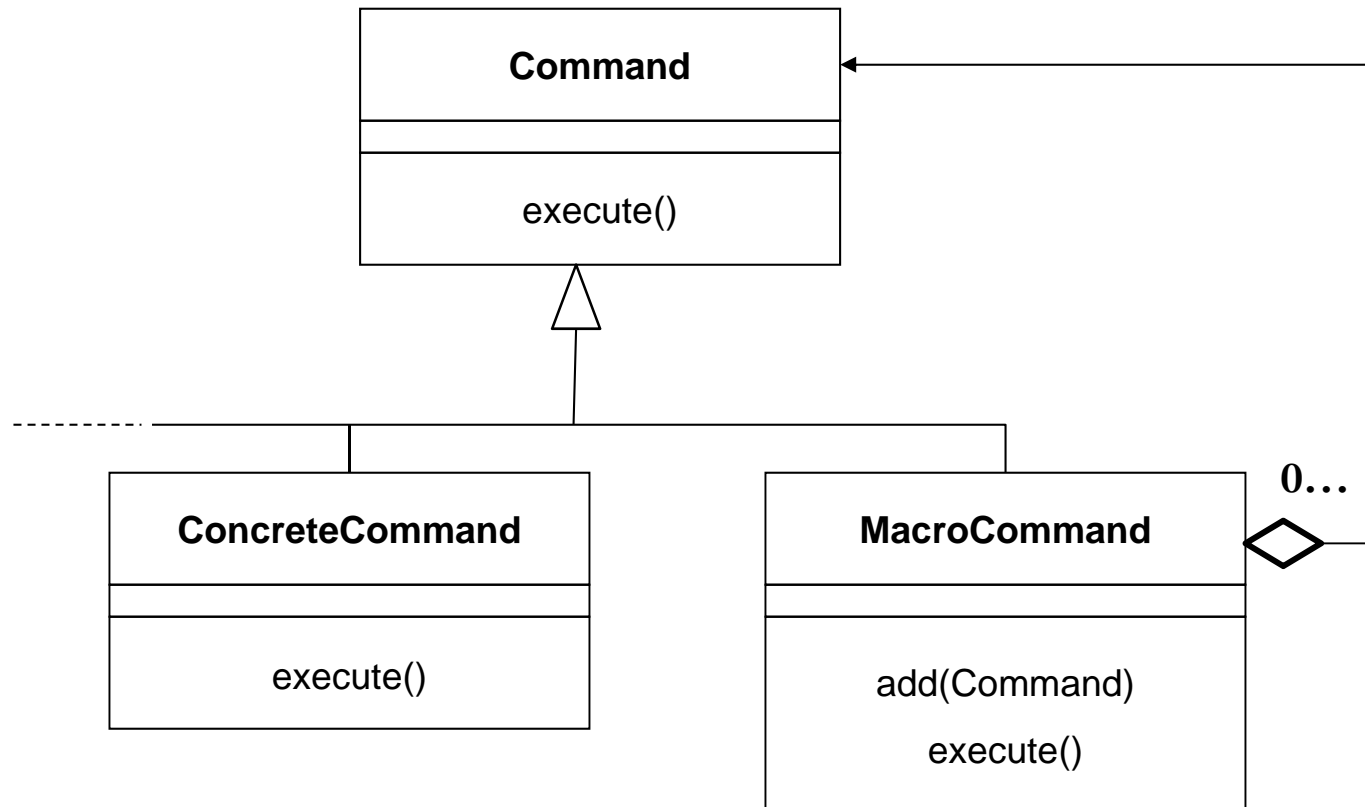 Command
execute()
0…
ConcreteCommand
MacroCommand
execute()
add(Command)
execute()